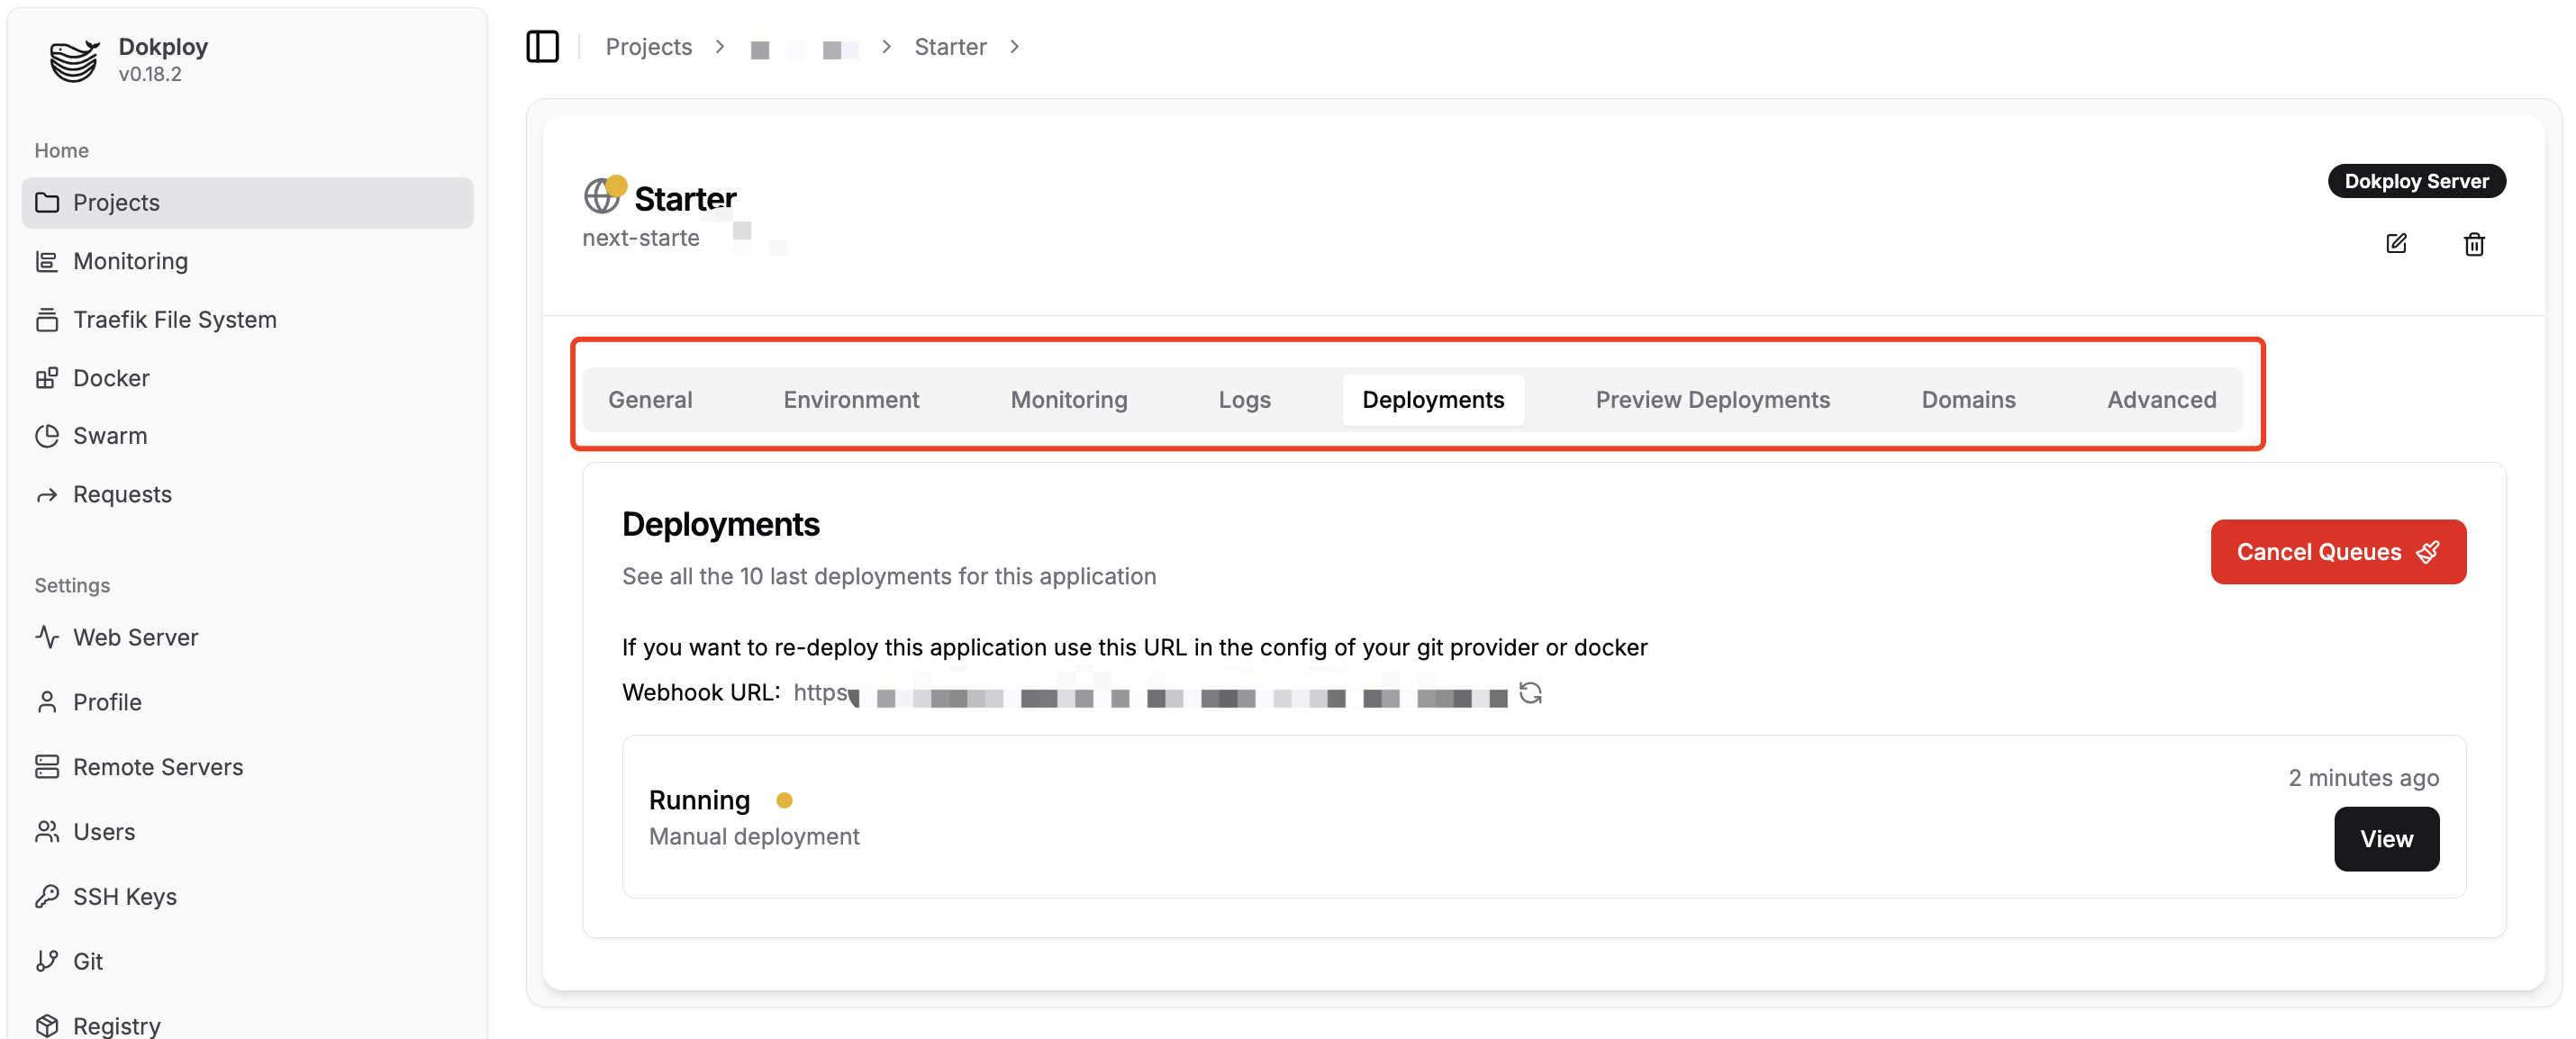 Dokploy
v0.18.2
Home
Projects
Monitoring
Traefik File System
Docker
Swarm
Requests
Settings
Web Server
Profile
Remote Servers
Users
SSH Keys
Git
Registry
Projects > > Starter >
Starter
next-starte
Dokploy Server
General Environment Monitoring Logs Deployments Preview Deployments Domains Advanced
Deployments
See all the 10 last deployments for this application
Cancel Queues
If you want to re-deploy this application use this URL in the config of your git provider or docker
Webhook URL: https
Running
Manual deployment
2 minutes ago
View